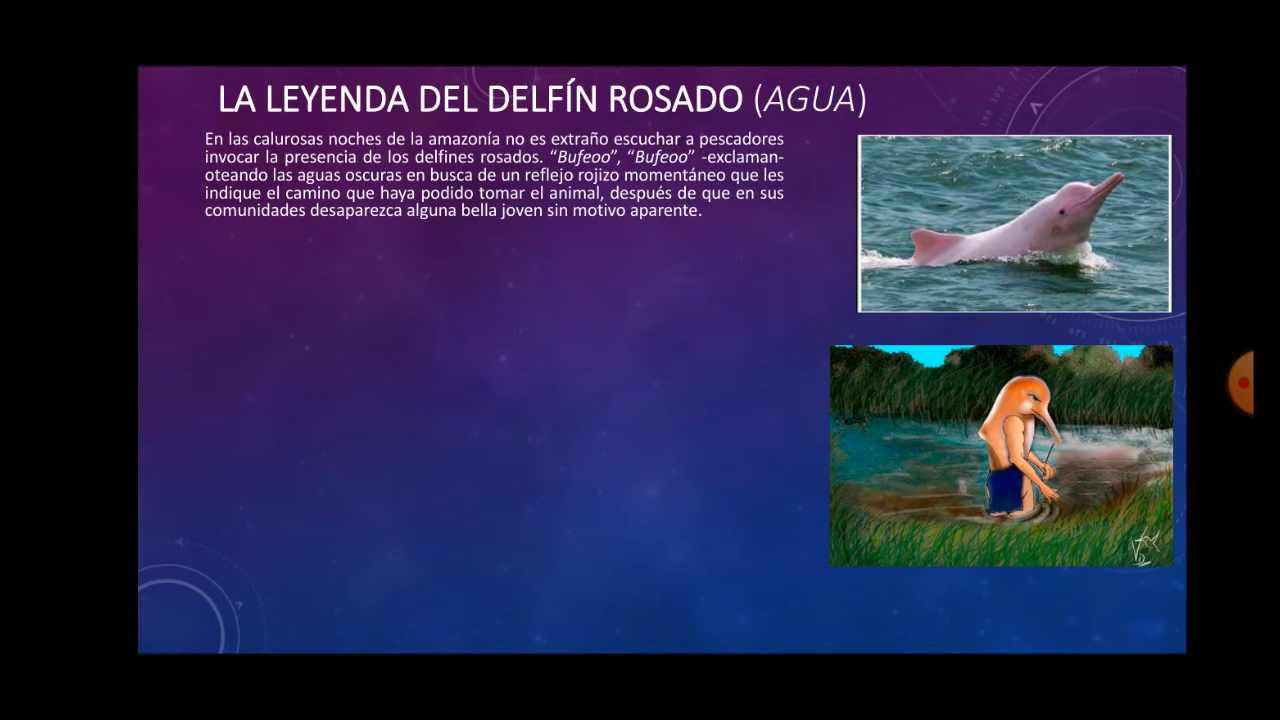 LA LEYENDA DEL DELFÍN ROSADO (AGUA)
En las calurosas noches de la amazonía no es extraño escuchar a pescadores
invocar la presencia de los delfines rosados. “Bufeoo”, “Bufeoo” -exclaman-
oteando las aguas oscuras en busca de un reflejo rojizo momentáneo que les
indique el camino que haya podido tomar el animal, después de que en sus
comunidades desaparezca alguna bella joven sin motivo aparente.